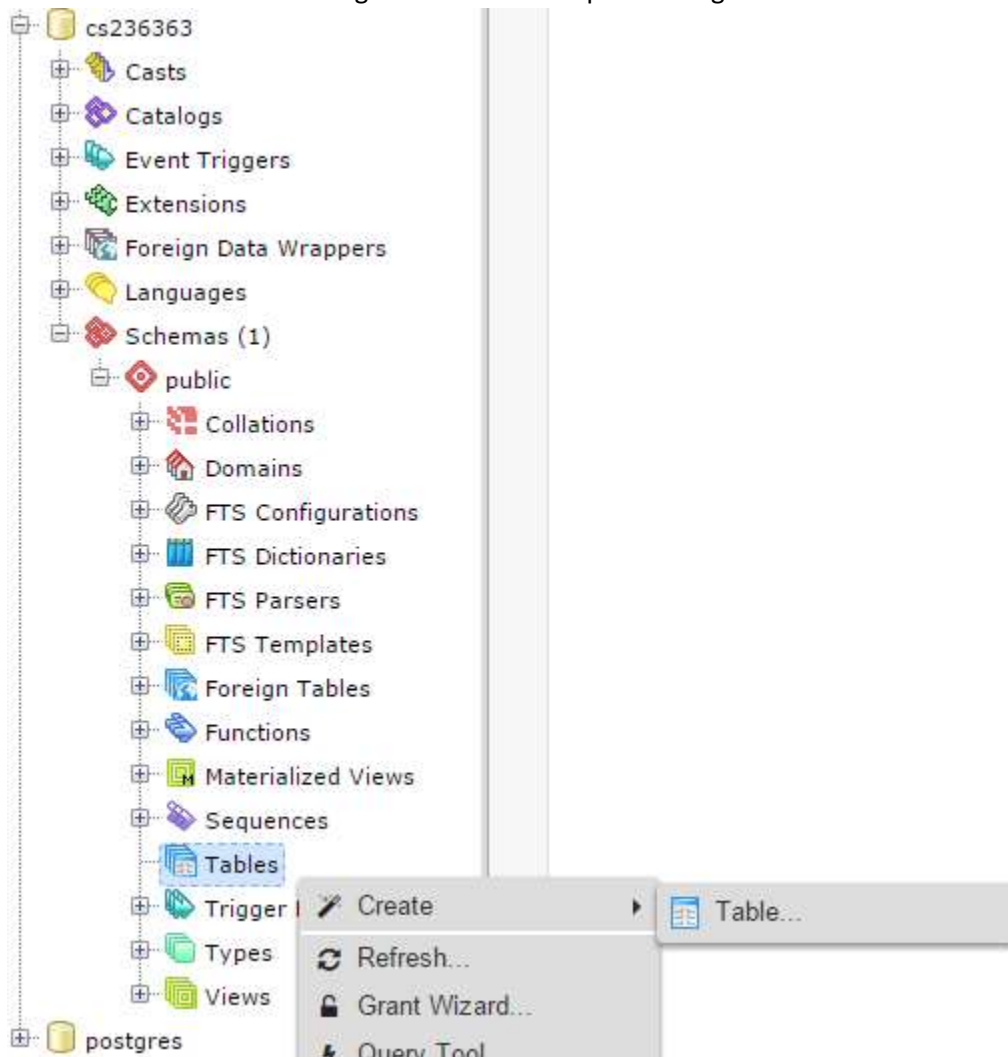 cs236363
Casts
Catalogs
Event Triggers
Extensions
Foreign Data Wrappers
Languages
Schemas (1)
public
Collations
Domains
FTS Configurations
FTS Dictionaries
FTS Parsers
FTS Templates
Foreign Tables
Functions
Materialized Views
Sequences
Tables
Trigger
Create
Table...
Types
Refresh...
Views
Grant Wizard...
postgres
Query Tool